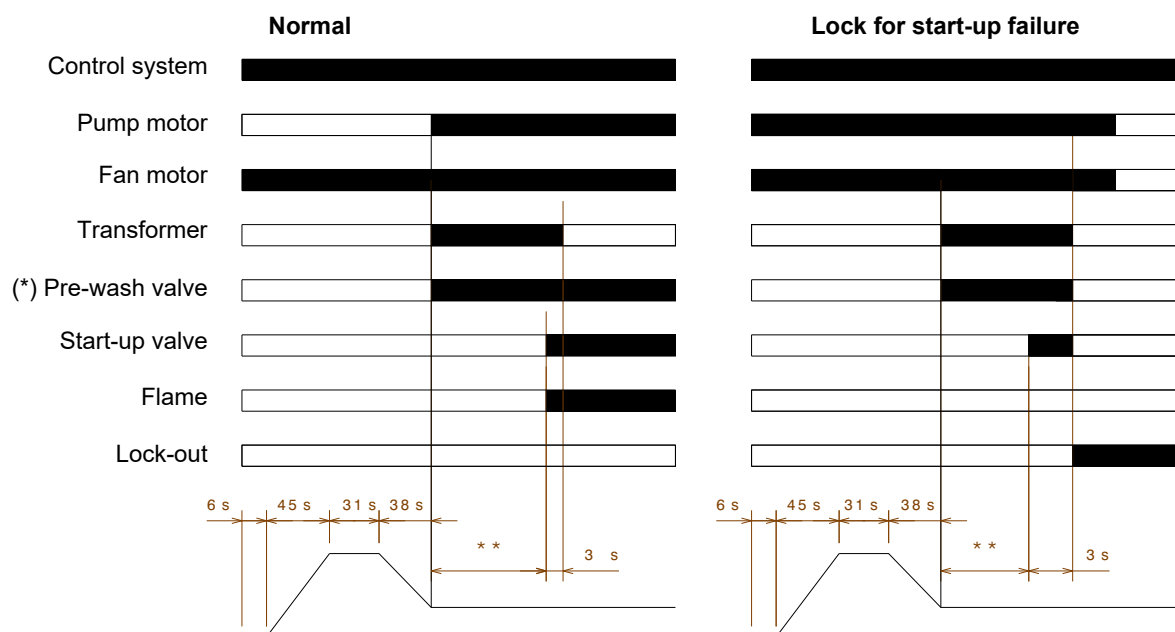 Normal
Lock for start-up failure
Control system
Pump motor
Fan motor
Transformer
(*) Pre-wash valve
Start-up valve
Flame
Lock-out
6 s 45 s 31 s 38 s 6 s 45 s 31 s 38 s
* * 3 s * * 3 s